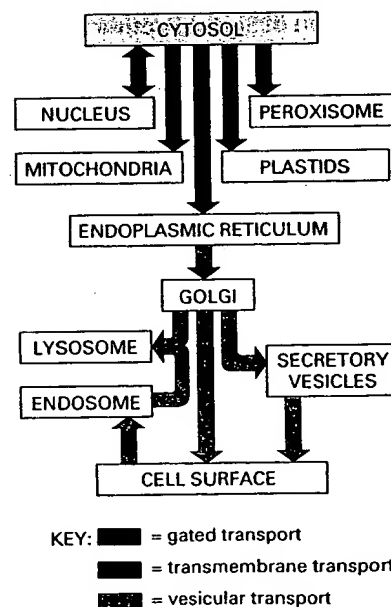 CYTOSOL
NUCLEUS
PEROXISOME
MITOCHONDRIA
PLASTIDS
ENDOPLASMIC RETICULUM
GOLGI
LYSOSOME
SECRETORY
VESICLES
ENDOSOME
CELL SURFACE
KEY: = gated transport
= transmembrane transport
= vesicular transport